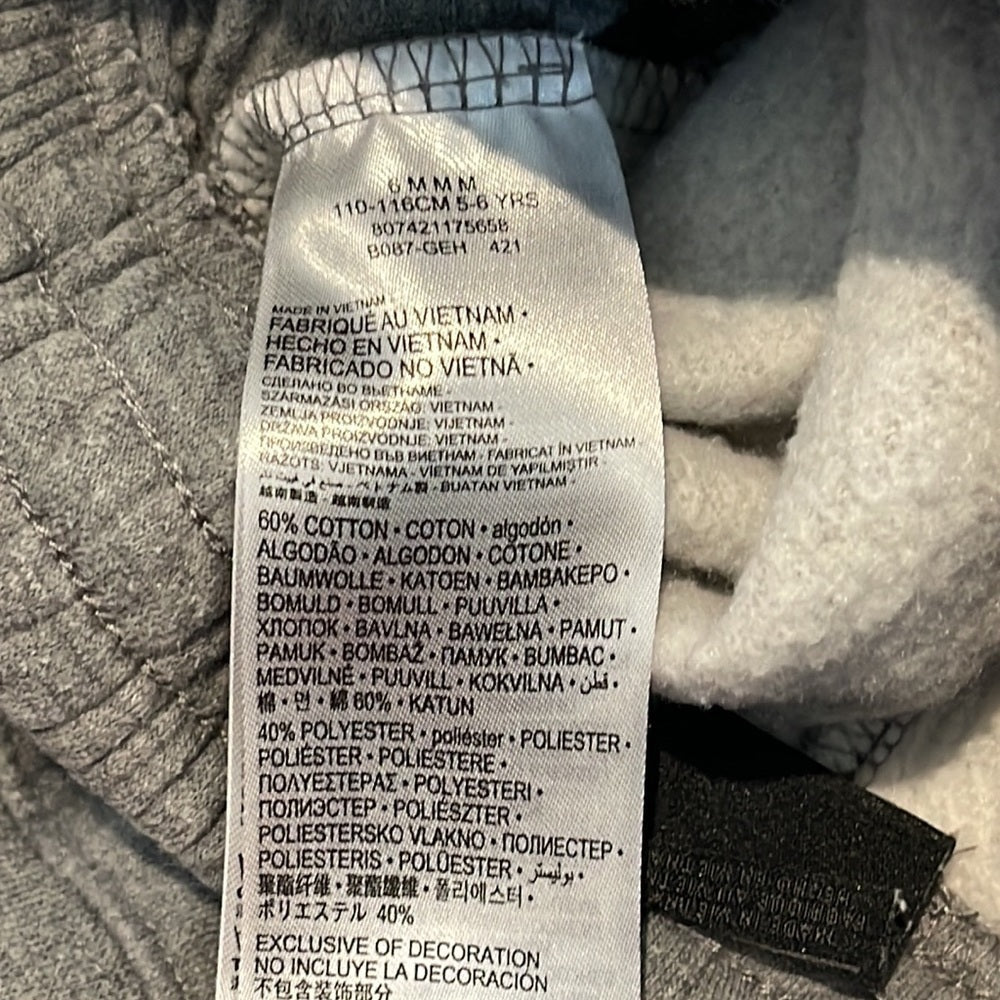 6 M M M
110-116CM 5-6 YRS
807421175658
B087-GEH 421
MADE IN VIETNAM -
FABRIQUÉ AU VIETNAM •
HECHO EN VIETNAM •
FABRICADO NO VIETNÃ •
СДЕЛАНО ВО ВЬЕТНАМЕ -
SZÁRMAZÁSI ORSZÁG: VIETNAM -
ZEMLJA PROIZVODNJE: VIJETNAM -
DRŽAVA PROIZVODNJE: VIETNAM -
ПРОИЗВЕДЕНО ВЪВ ВИЕТНАМ - FABRICAT ÎN VIETNAM -
RAŽOTS: VJETNAMA - VIETNAM DE YAPILMIŞTIR -
ベトナム製 - BUATAN VIETNAM -
越南製造 - 越南制造
60% COTTON • COTON • algodón •
ALGODÃO • ALGODON • COTONE •
BAUMWOLLE • KATOEN • ΒΑΜΒΑΚΕΡΟ •
BOMULD • BOMULL • PUUVILLA •
ХЛОПОК • BAVLNA • BAWEŁNA • PAMUT •
PAMUK • BOMBAŽ • ПАМУК • BUMBAC •
MEDVILNĖ • PUUVILL • KOKVILNA • قطن •
棉 • 면 • 綿 60% • KATUN
40% POLYESTER • poliéster • POLIESTER •
POLIÉSTER • POLIESTERE •
ΠΟΛΥΕΣΤΕΡΑΣ • POLYESTERI •
ПОЛИЭСТЕР • POLIÉSZTER •
POLIESTERSKO VLAKNO • ПОЛИЕСТЕР •
POLIESTERIS • POLÜESTER • بوليستر •
聚酯纤维 • 聚酯纖維 • 폴리에스터 •
ポリエステル 40%
EXCLUSIVE OF DECORATION
NO INCLUYE LA DECORACIÓN
不包含装饰部分